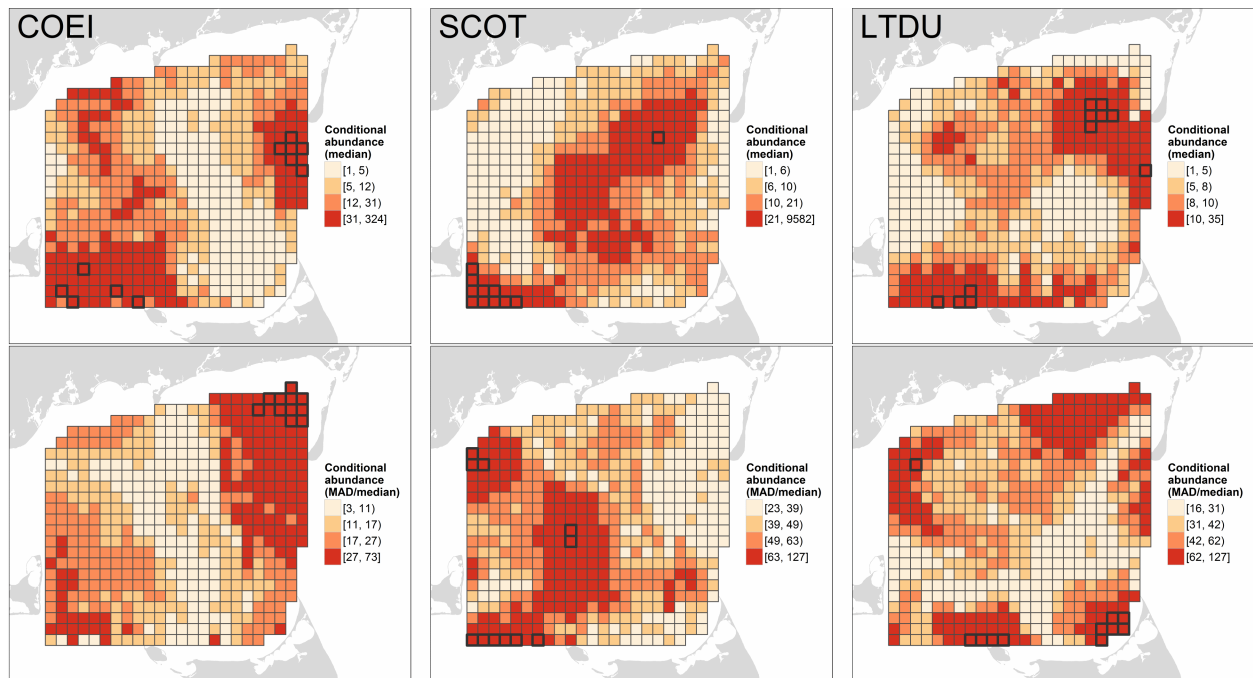 COEI
Conditional
abundance
(median)
[1, 5)
[5, 12)
[12, 31)
[31, 324]
SCOT
Conditional
abundance
(median)
[1, 6)
[6, 10)
[10, 21)
[21, 9582]
LTDU
Conditional
abundance
(median)
[1, 5)
[5, 8)
[8, 10)
[10, 35]
Conditional
abundance
(MAD/median)
[3, 11)
[11, 17)
[17, 27)
[27, 73]
Conditional
abundance
(MAD/median)
[23, 39)
[39, 49)
[49, 63)
[63, 127]
Conditional
abundance
(MAD/median)
[16, 31)
[31, 42)
[42, 62)
[62, 127]